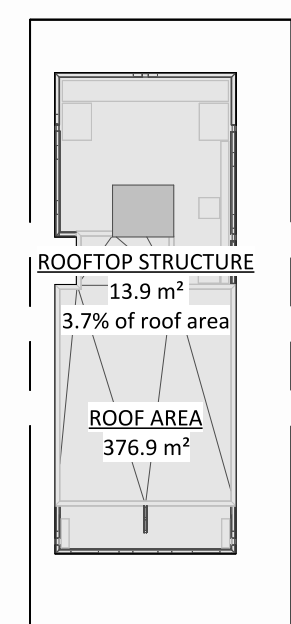 ROOFTOP STRUCTURE
13.9 m²
3.7% of roof area
ROOF AREA
376.9 m²